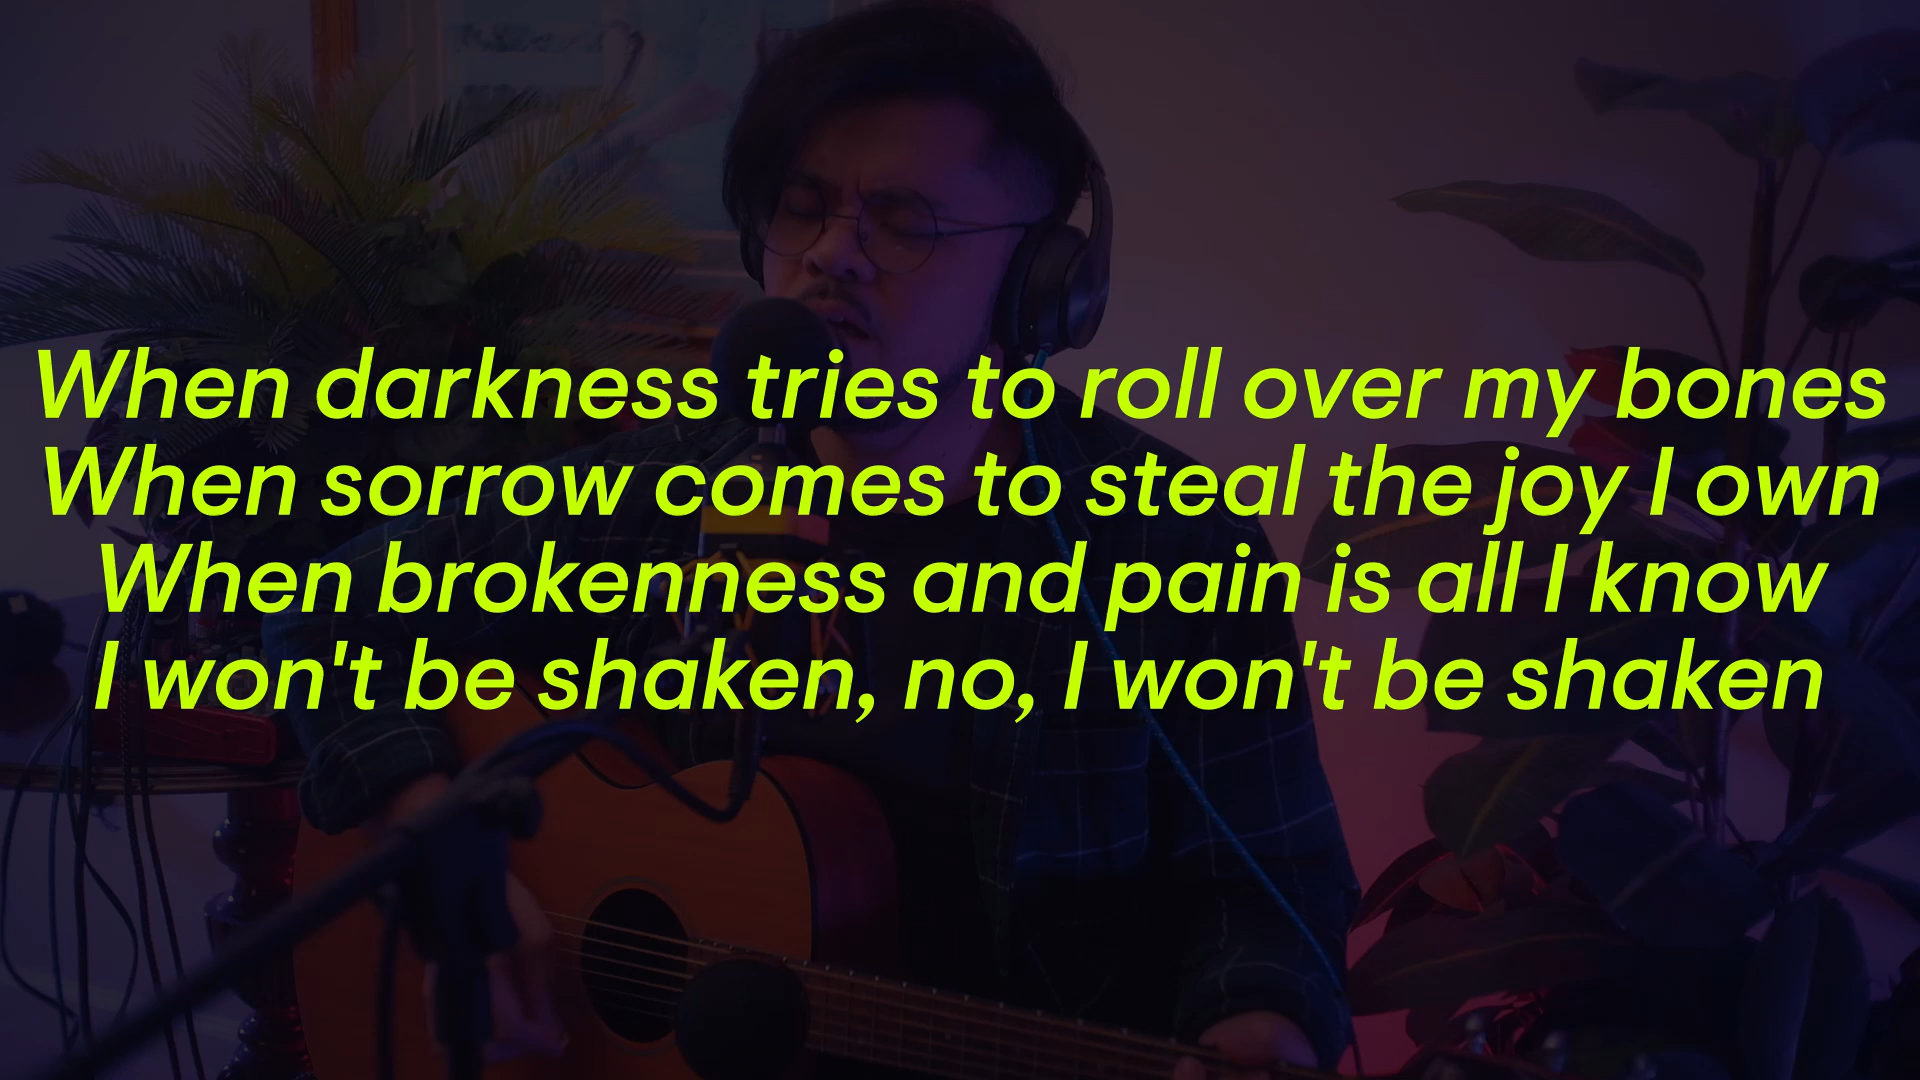 When darkness tries to roll over my bones
When sorrow comes to steal the joy I own
When brokenness and pain is all I know
I won't be shaken, no, I won't be shaken